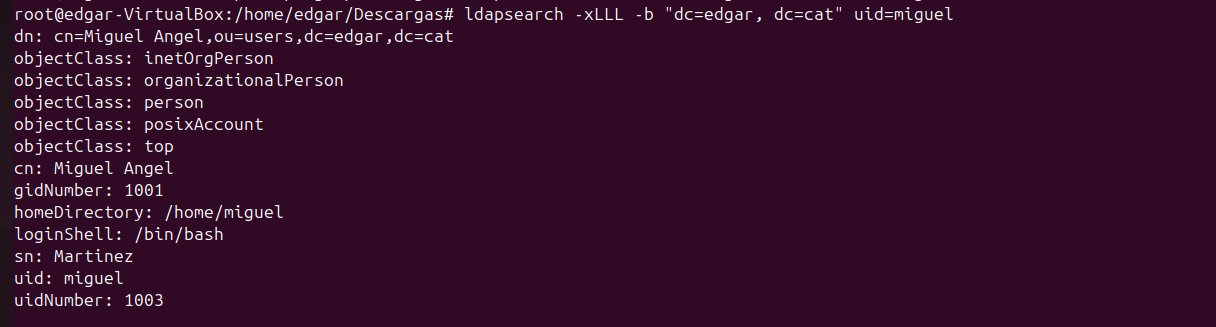 root@edgar-VirtualBox:/home/edgar/Descargas# ldapsearch -xLLL -b "dc=edgar, dc=cat" uid=miguel
dn: cn=Miguel Angel,ou=users,dc=edgar,dc=cat
objectClass: inetOrgPerson
objectClass: organizationalPerson
objectClass: person
objectClass: posixAccount
objectClass: top
cn: Miguel Angel
gidNumber: 1001
homeDirectory: /home/miguel
loginShell: /bin/bash
sn: Martinez
uid: miguel
uidNumber: 1003